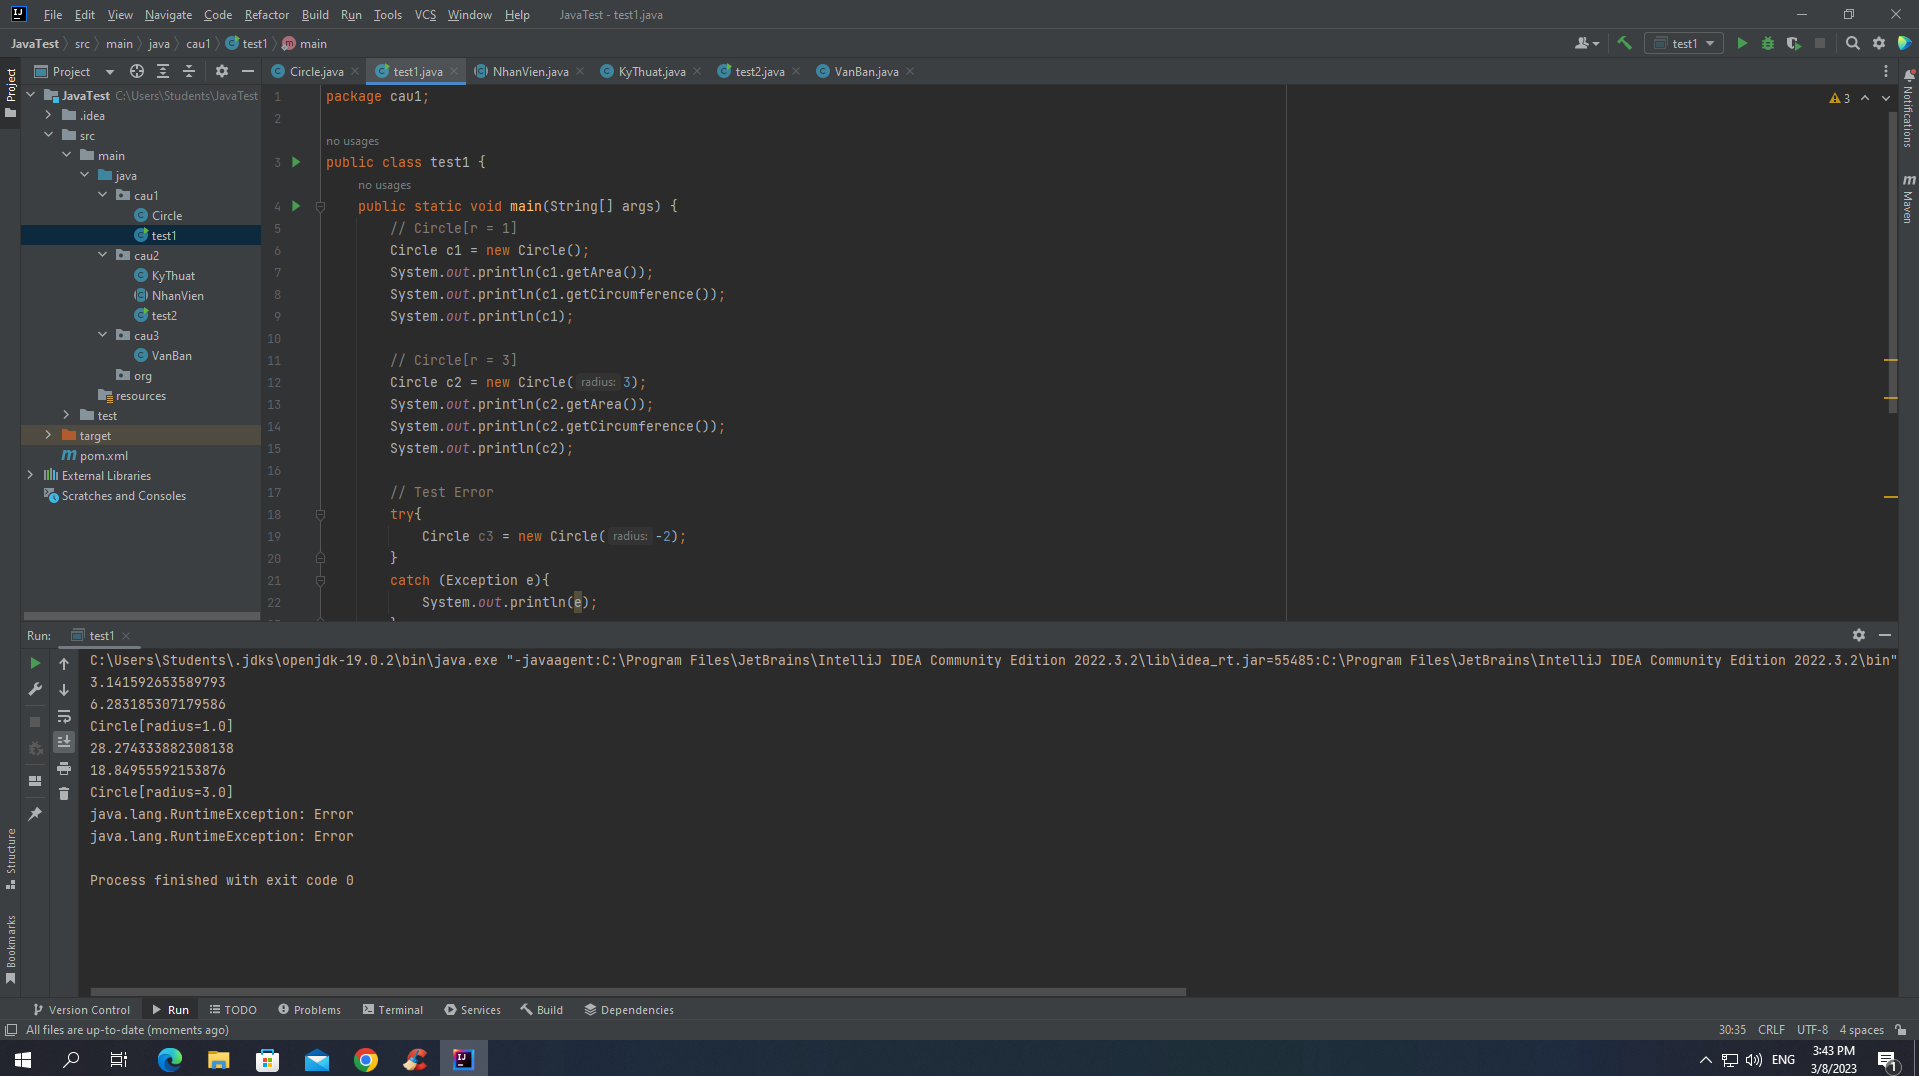 File Edit View Navigate Code Refactor Build Run Tools VCS Window Help JavaTest - test1.java
JavaTest src main java cau1 test1 main
test1
Project
Circle.java test1.java NhanVien.java KyThuat.java test2.java VanBan.java
Project
JavaTest C:\Users\Students\JavaTest
.idea
src
main
java
cau1
Circle
test1
cau2
KyThuat
NhanVien
test2
cau3
VanBan
org
resources
test
target
pom.xml
External Libraries
Scratches and Consoles
3
1 package cau1;
2
no usages
3 public class test1 {
no usages
4 public static void main(String[] args) {
5 // Circle[r = 1]
6 Circle c1 = new Circle();
7 System.out.println(c1.getArea());
8 System.out.println(c1.getCircumference());
9 System.out.println(c1);
10
11 // Circle[r = 3]
12 Circle c2 = new Circle( radius: 3);
13 System.out.println(c2.getArea());
14 System.out.println(c2.getCircumference());
15 System.out.println(c2);
16
17 // Test Error
18 try{
19 Circle c3 = new Circle( radius: -2);
20 }
21 catch (Exception e){
22 System.out.println(e);
Notifications
Maven
Run: test1
C:\Users\Students\.jdks\openjdk-19.0.2\bin\java.exe "-javaagent:C:\Program Files\JetBrains\IntelliJ IDEA Community Edition 2022.3.2\lib\idea_rt.jar=55485:C:\Program Files\JetBrains\IntelliJ IDEA Community Edition 2022.3.2\bin"
3.141592653589793
6.283185307179586
Circle[radius=1.0]
28.274333882308138
18.84955592153876
Circle[radius=3.0]
java.lang.RuntimeException: Error
java.lang.RuntimeException: Error
Process finished with exit code 0
Structure
Bookmarks
Version Control Run TODO Problems Terminal Services Build Dependencies
All files are up-to-date (moments ago) 30:35 CRLF UTF-8 4 spaces
ENG
3:43 PM
3/8/2023
1